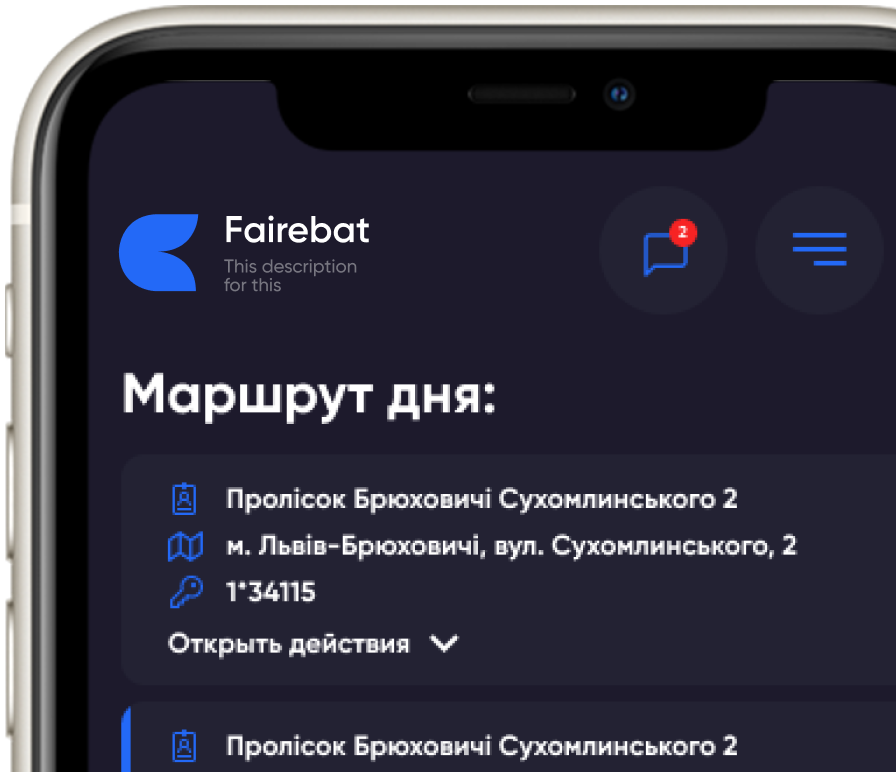 Fairebat
2
This description
for this
Маршрут дня:
Пролісок Брюховичі Сухомлинського 2
м. Львів-Брюховичі, вул. Сухомлинського, 2
1*34115
Открыть действия
Пролісок Брюховичі Сухомлинського 2